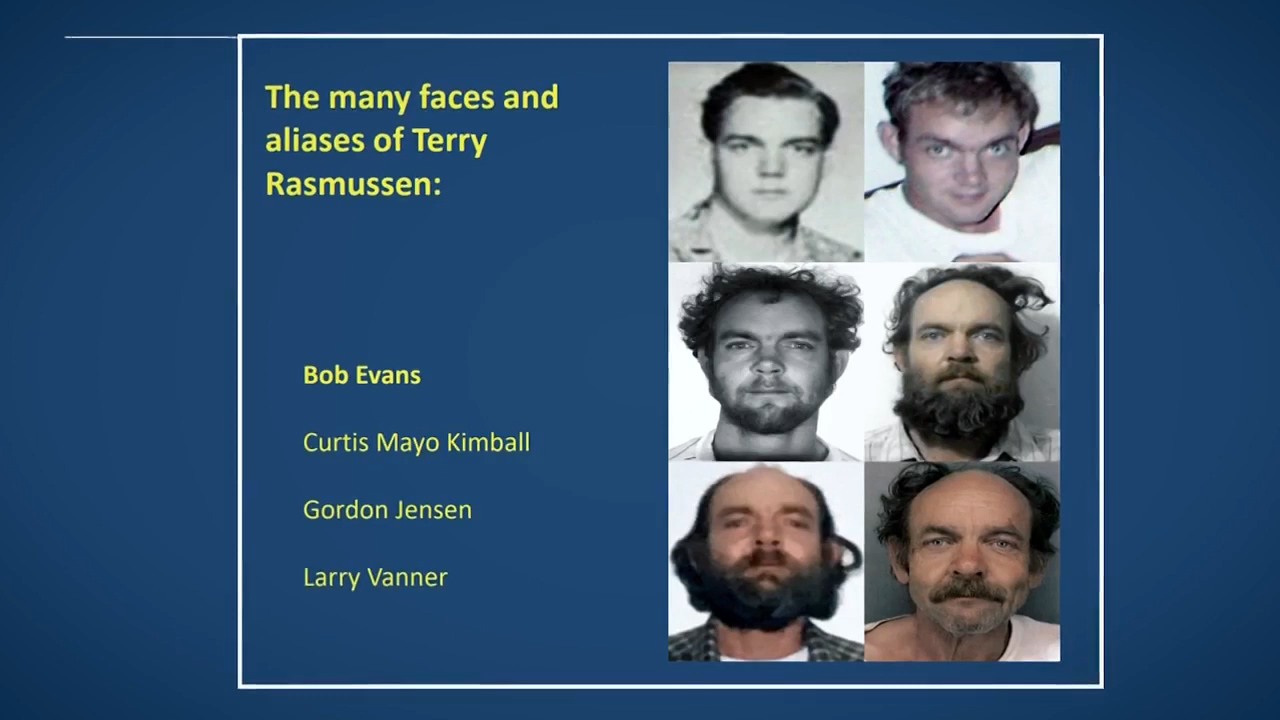 The many faces and
aliases of Terry
Rasmussen:
Bob Evans
Curtis Mayo Kimball
Gordon Jensen
Larry Vanner